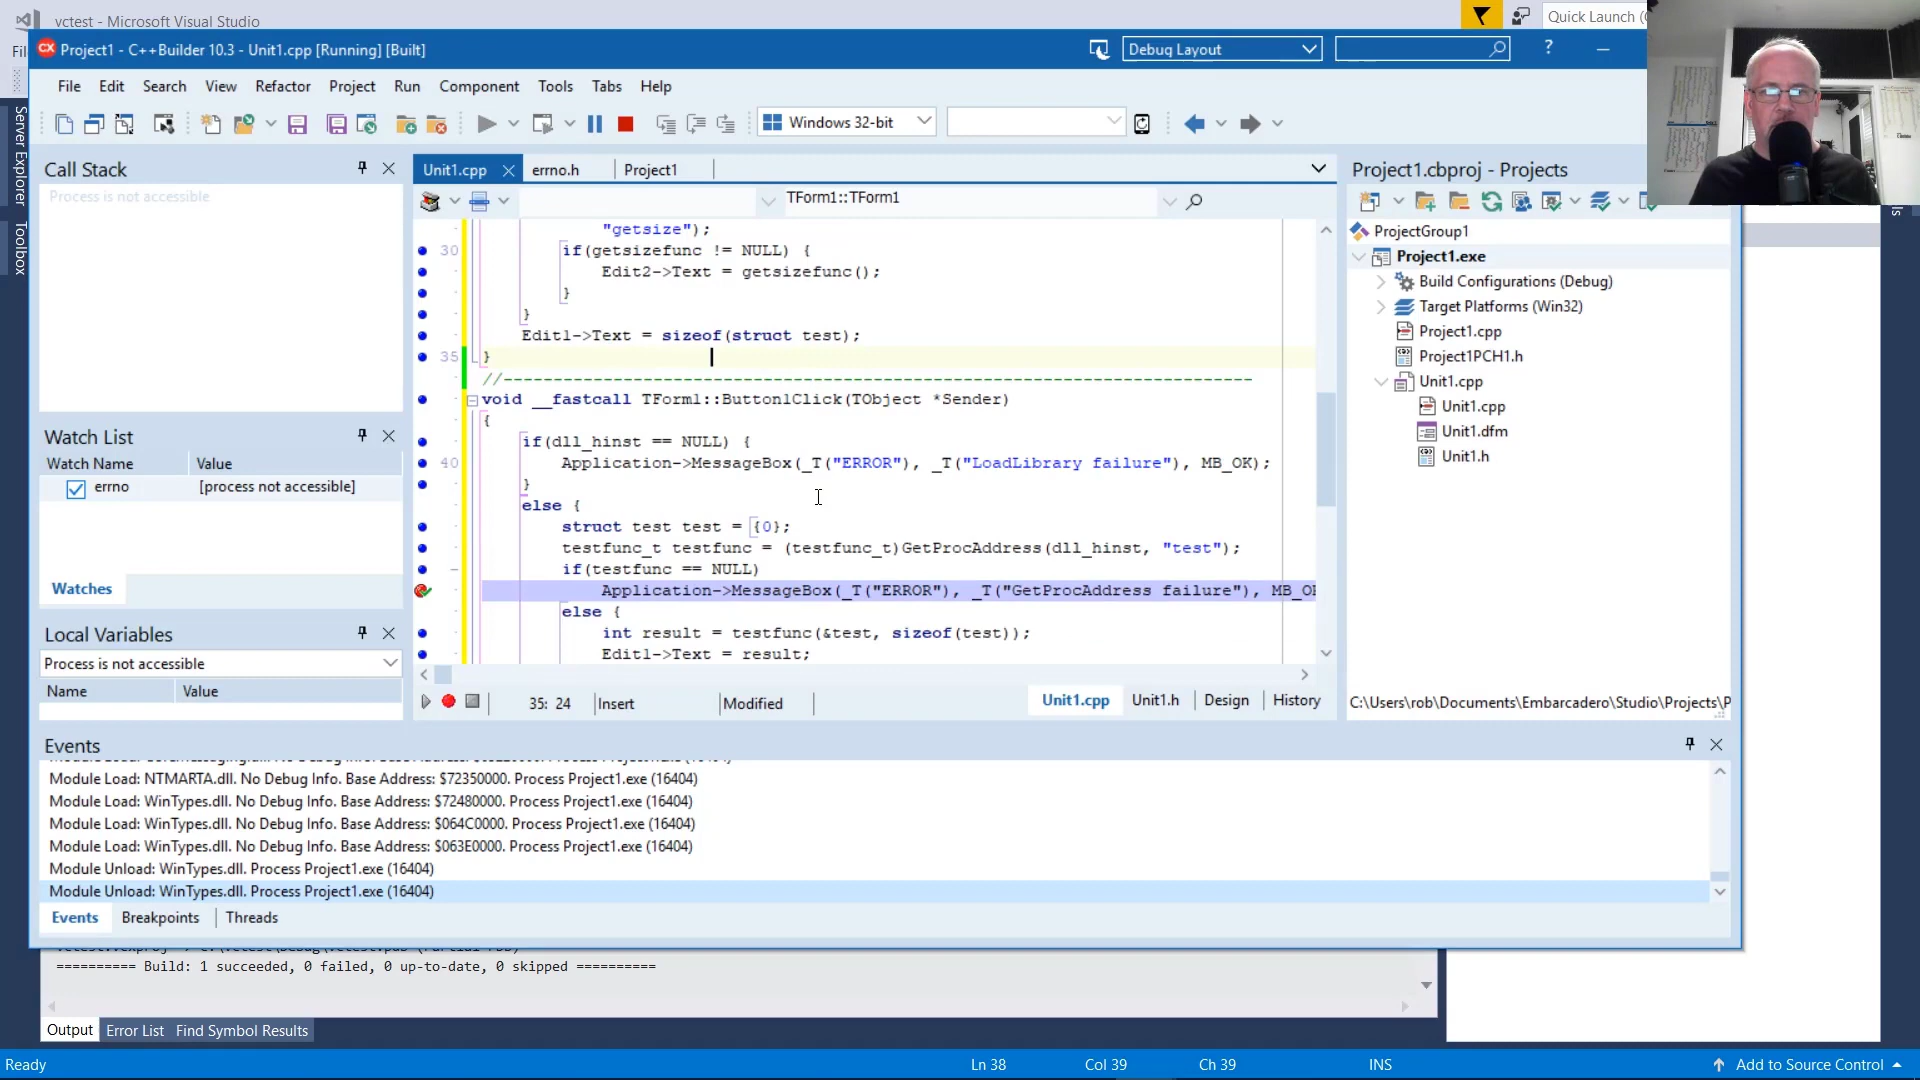 vctest - Microsoft Visual Studio
Quick Launch (
Fil
Project1 - C++Builder 10.3 - Unit1.cpp [Running] [Built]
Debug Layout
?
File Edit Search View Refactor Project Run Component Tools Tabs Help
Windows 32-bit
Server Explorer
Toolbox
Call Stack
Process is not accessible
Watch List
Watch Name Value
errno [process not accessible]
Watches
Local Variables
Process is not accessible
Name Value
Unit1.cpp errno.h Project1
TForm1::TForm1
"getsize");
30 if(getsizefunc != NULL) {
Edit2->Text = getsizefunc();
}
}
Edit1->Text = sizeof(struct test);
35 }
//---------------------------------------------------------------------------
void __fastcall TForm1::Button1Click(TObject *Sender)
{
if(dll_hinst == NULL) {
40 Application->MessageBox(_T("ERROR"), _T("LoadLibrary failure"), MB_OK);
}
else {
struct test test = {0};
testfunc_t testfunc = (testfunc_t)GetProcAddress(dll_hinst, "test");
if(testfunc == NULL)
Application->MessageBox(_T("ERROR"), _T("GetProcAddress failure"), MB_O
else {
int result = testfunc(&test, sizeof(test));
Edit1->Text = result;
35: 24 Insert Modified
Unit1.cpp Unit1.h Design History
Project1.cbproj - Projects
ProjectGroup1
Project1.exe
Build Configurations (Debug)
Target Platforms (Win32)
Project1.cpp
Project1PCH1.h
Unit1.cpp
Unit1.cpp
Unit1.dfm
Unit1.h
C:\Users\rob\Documents\Embarcadero\Studio\Projects\P
Events
Module Load: NTMARTA.dll. No Debug Info. Base Address: $72350000. Process Project1.exe (16404)
Module Load: WinTypes.dll. No Debug Info. Base Address: $72480000. Process Project1.exe (16404)
Module Load: WinTypes.dll. No Debug Info. Base Address: $064C0000. Process Project1.exe (16404)
Module Load: WinTypes.dll. No Debug Info. Base Address: $063E0000. Process Project1.exe (16404)
Module Unload: WinTypes.dll. Process Project1.exe (16404)
Module Unload: WinTypes.dll. Process Project1.exe (16404)
Events Breakpoints Threads
========== Build: 1 succeeded, 0 failed, 0 up-to-date, 0 skipped ==========
Output Error List Find Symbol Results
Ready Ln 38 Col 39 Ch 39 INS Add to Source Control